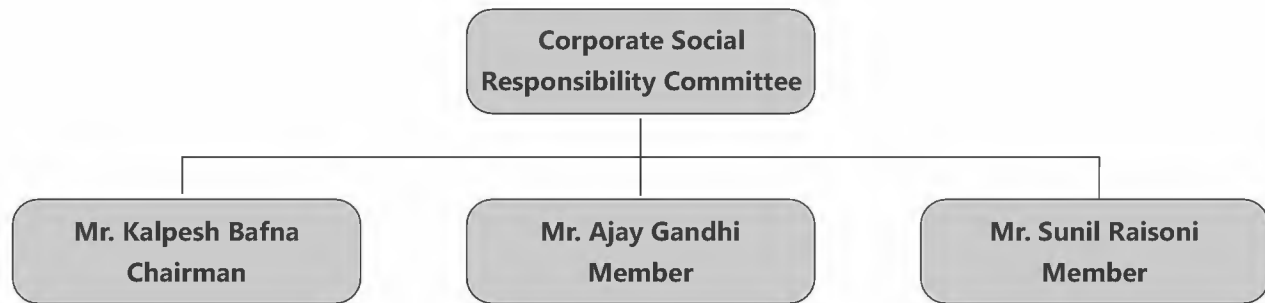 Corporate Social
Responsibility Committee
Mr. Kalpesh Bafna
Chairman
Mr. Ajay Gandhi
Member
Mr. Sunil Raisoni
Member